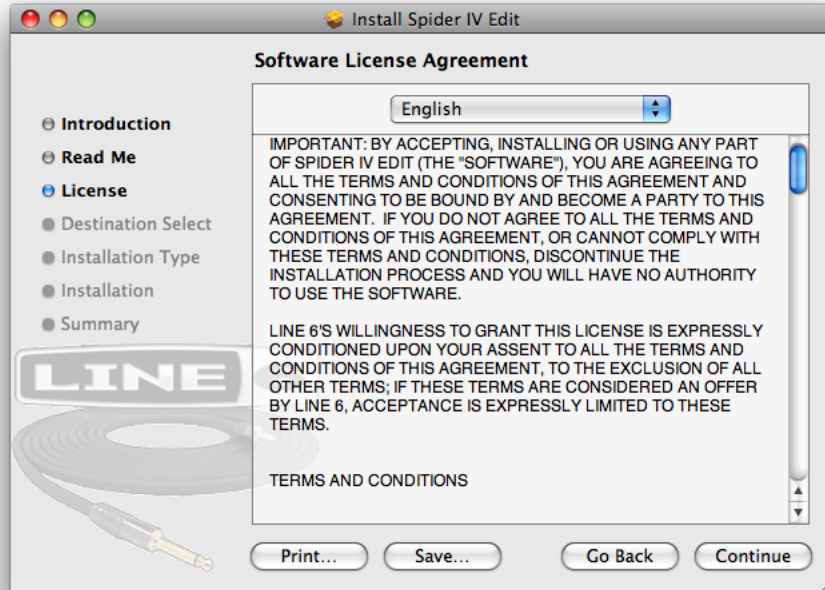 Install Spider IV Edit
Software License Agreement
Introduction
Read Me
License
Destination Select
Installation Type
Installation
Summary
LINE
English
IMPORTANT: BY ACCEPTING, INSTALLING OR USING ANY PART
OF SPIDER IV EDIT (THE "SOFTWARE"), YOU ARE AGREEING TO
ALL THE TERMS AND CONDITIONS OF THIS AGREEMENT AND
CONSENTING TO BE BOUND BY AND BECOME A PARTY TO THIS
AGREEMENT.  IF YOU DO NOT AGREE TO ALL THE TERMS AND
CONDITIONS OF THIS AGREEMENT, OR CANNOT COMPLY WITH
THESE TERMS AND CONDITIONS, DISCONTINUE THE
INSTALLATION PROCESS AND YOU WILL HAVE NO AUTHORITY
TO USE THE SOFTWARE.
LINE 6'S WILLINGNESS TO GRANT THIS LICENSE IS EXPRESSLY
CONDITIONED UPON YOUR ASSENT TO ALL THE TERMS AND
CONDITIONS OF THIS AGREEMENT, TO THE EXCLUSION OF ALL
OTHER TERMS; IF THESE TERMS ARE CONSIDERED AN OFFER
BY LINE 6, ACCEPTANCE IS EXPRESSLY LIMITED TO THESE
TERMS.
TERMS AND CONDITIONS
Print...
Save...
Go Back
Continue